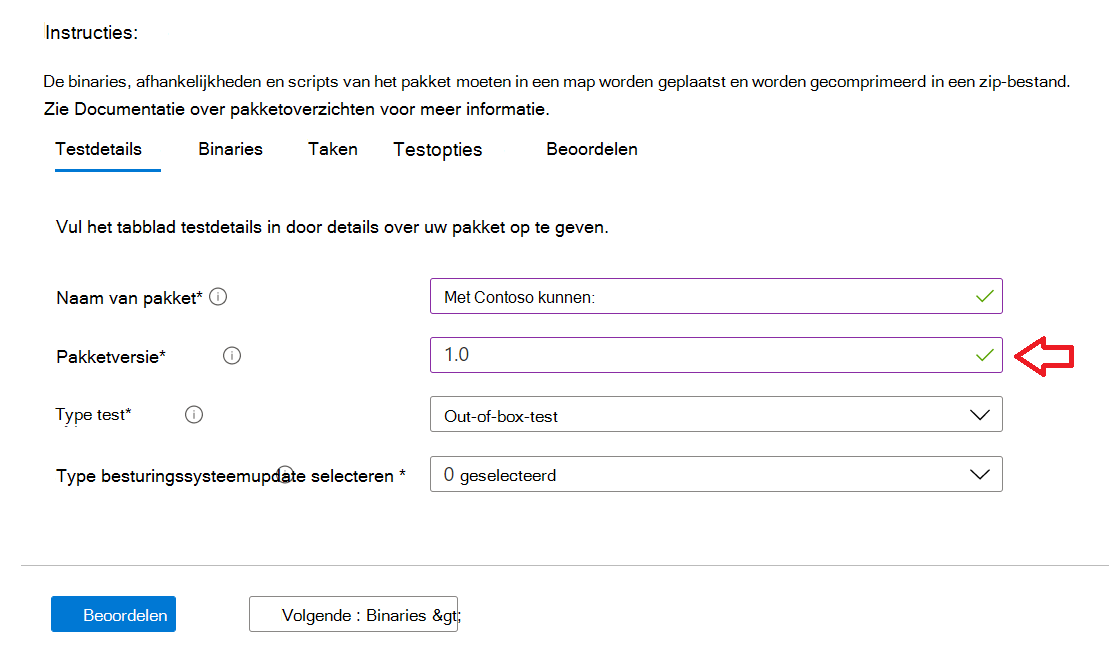 Instructies:
De binaries, afhankelijkheden en scripts van het pakket moeten in een map worden geplaatst en worden gecomprimeerd in een zip-bestand.
Zie Documentatie over pakketoverzichten voor meer informatie.
Testdetails Binaries Taken Testopties Beoordelen
Vul het tabblad testdetails in door details over uw pakket op te geven.
Naam van pakket* Met Contoso kunnen:
Pakketversie* 1.0
Type test* Out-of-box-test
Type besturingssysteemupdate selecteren * 0 geselecteerd
Beoordelen Volgende : Binaries &gt;